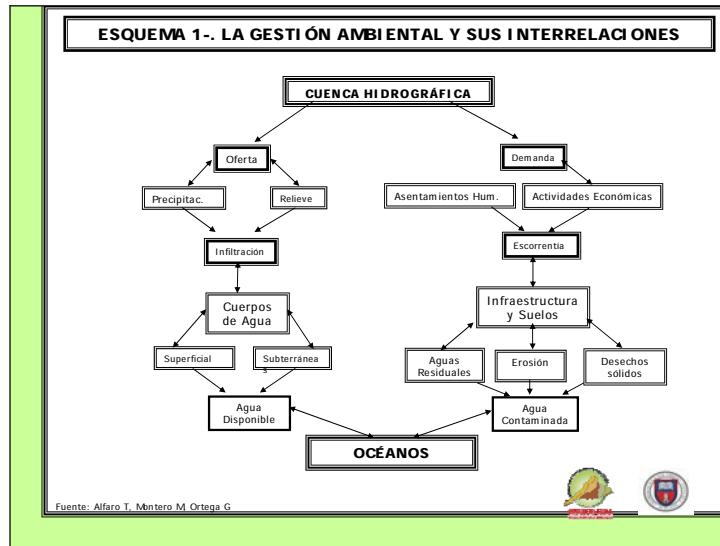 ESQUEMA 1-. LA GESTIÓN AMBIENTAL Y SUS INTERRELACIONES
CUENCA HIDROGRÁFICA
Oferta
Demanda
Precipitac.
Relieve
Asentamientos Hum.
Actividades Económicas
Infiltración
Escorrentía
Cuerpos
de Agua
Infraestructura
y Suelos
Superficial
Subterránea
s
Aguas
Residuales
Erosión
Desechos
sólidos
Agua
Disponible
Agua
Contaminada
OCÉANOS
Fuente: Alfaro T, Montero M, Ortega G